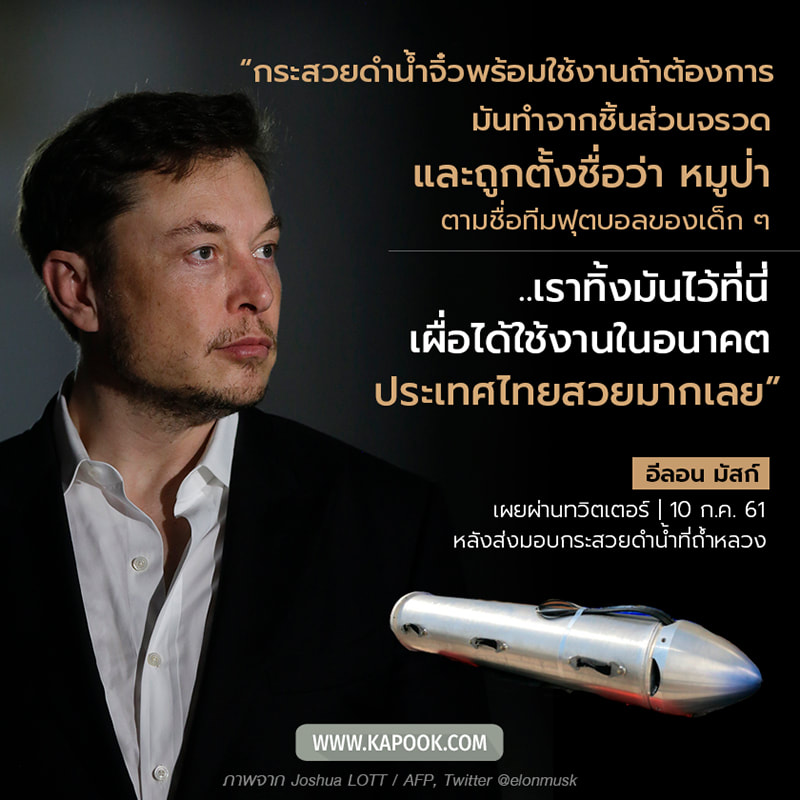 “กระสวยดำน้ำจิ๋วพร้อมใช้งานถ้าต้องการ
มันทำจากชิ้นส่วนจรวด
และถูกตั้งชื่อว่า หมูป่า
ตามชื่อทีมฟุตบอลของเด็ก ๆ
..เราทิ้งมันไว้ที่นี่
เผื่อได้ใช้งานในอนาคต
ประเทศไทยสวยมากเลย”
อีลอน มัสก์
เผยผ่านทวิตเตอร์ | 10 ก.ค. 61
หลังส่งมอบกระสวยดำน้ำที่ถ้ำหลวง
WWW.KAPOOK.COM
ภาพจาก Joshua LOTT / AFP, Twitter @elonmusk